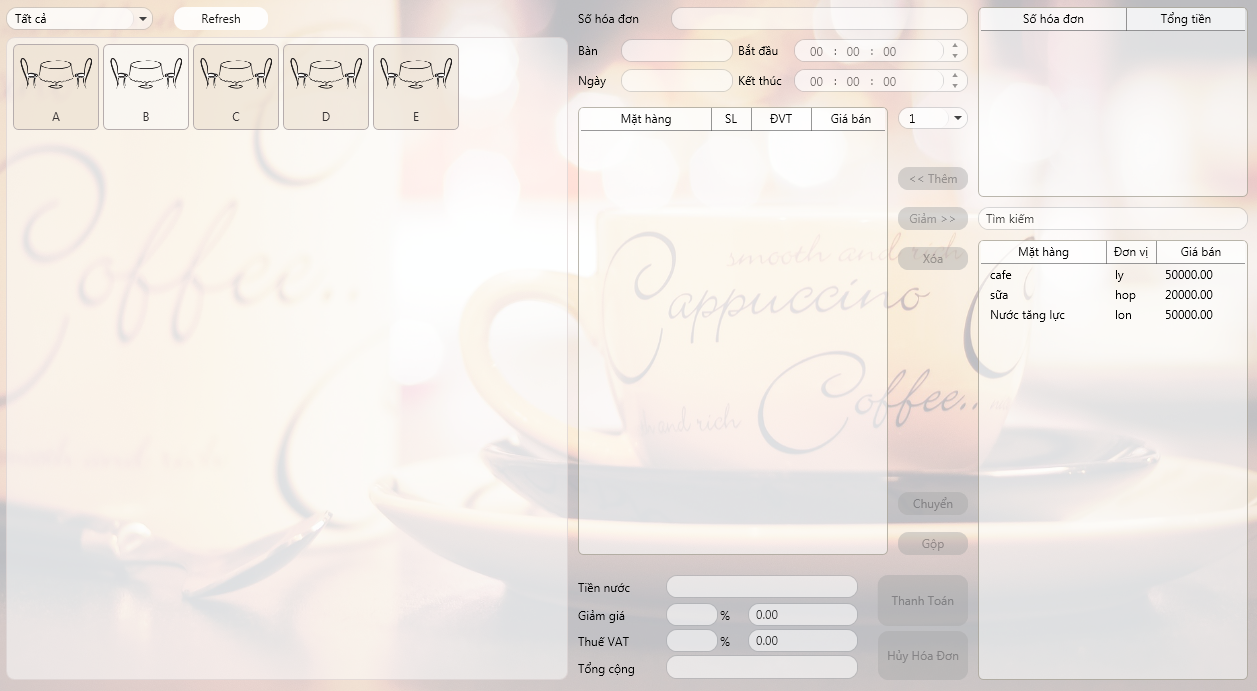 Tất cả
Refresh
A
B
C
D
E
Số hóa đơn
Bàn
Bắt đầu
00 : 00 : 00
Ngày
Kết thúc
00 : 00 : 00
Mặt hàng SL ĐVT Giá bán
1
<< Thêm
Giảm >>
Xóa
Chuyển
Gộp
Tiền nước
Giảm giá % 0.00
Thuế VAT % 0.00
Tổng cộng
Thanh Toán
Hủy Hóa Đơn
Số hóa đơn Tổng tiền
Tìm kiếm
Mặt hàng Đơn vị Giá bán
cafe ly 50000.00
sữa hop 20000.00
Nước tăng lực lon 50000.00
Coffee..
smooth and rich
Cappuccino
Coffee..
and rich